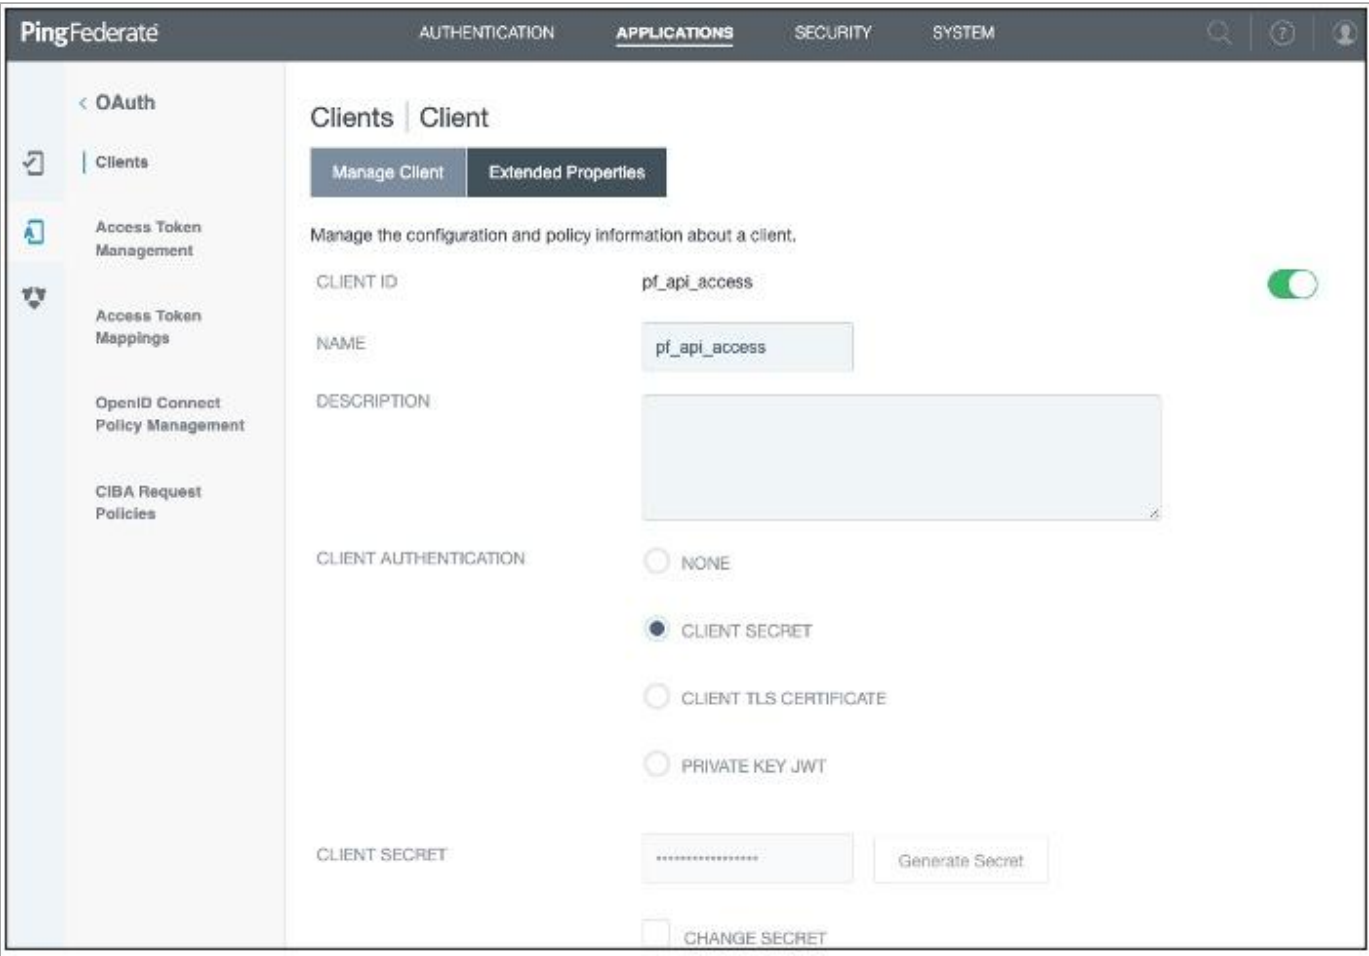 PingFederate
AUTHENTICATION APPLICATIONS SECURITY SYSTEM
< OAuth
Clients
Access Token
Management
Access Token
Mappings
OpenID Connect
Policy Management
CIBA Request
Policies
Clients | Client
Manage Client Extended Properties
Manage the configuration and policy information about a client.
CLIENT ID pf_api_access
NAME pf_api_access
DESCRIPTION
CLIENT AUTHENTICATION NONE
CLIENT SECRET
CLIENT TLS CERTIFICATE
PRIVATE KEY JWT
CLIENT SECRET ••••••••••••••••• Generate Secret
CHANGE SECRET